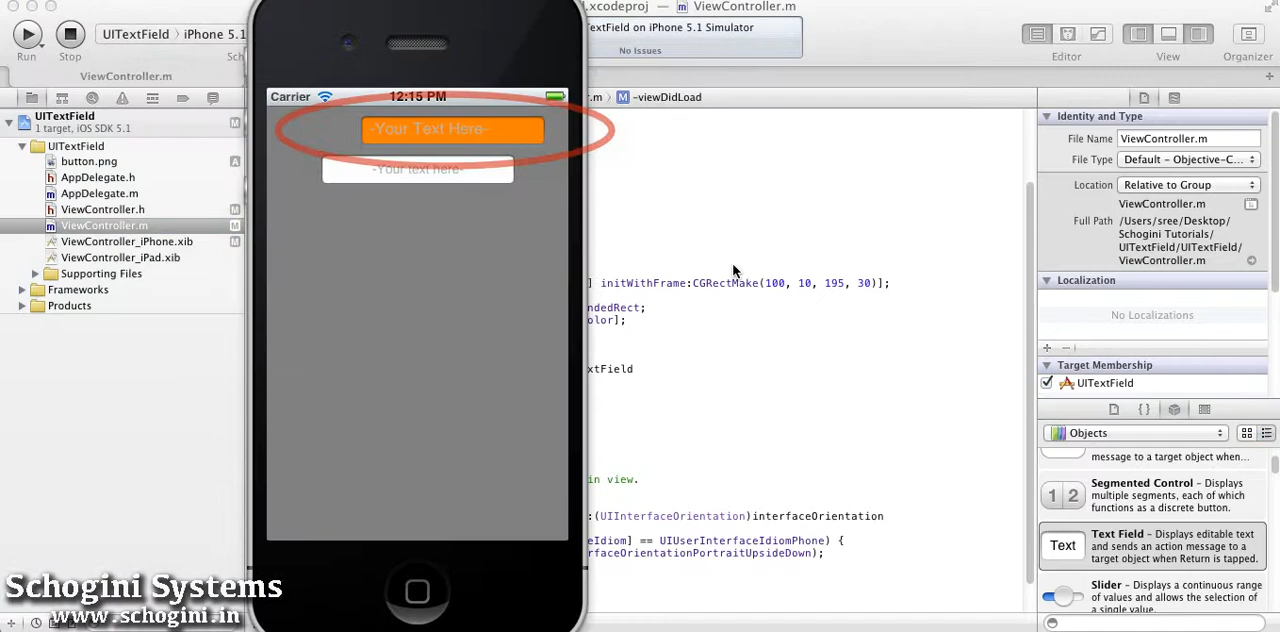 .xcodeproj — ViewController.m
UITextField iPhone 5.1
TextField on iPhone 5.1 Simulator
No Issues
Run
Stop
Editor
View
Organizer
ViewController.m
.m
-viewDidLoad
Carrier
12:15 PM
-Your Text Here-
-Your text here-
UITextField
1 target, iOS SDK 5.1
M
UITextField
button.png
A
AppDelegate.h
AppDelegate.m
ViewController.h
M
ViewController.m
M
ViewController_iPhone.xib
M
ViewController_iPad.xib
Supporting Files
Frameworks
Products
] initWithFrame:CGRectMake(100, 10, 195, 30)];
ndedRect;
olor];
xtField
in view.
:(UIInterfaceOrientation)interfaceOrientation
eIdiom] == UIUserInterfaceIdiomPhone) {
rfaceOrientationPortraitUpsideDown);
Identity and Type
File Name ViewController.m
File Type Default - Objective-C...
Location Relative to Group
ViewController.m
Full Path /Users/sree/Desktop/
Schogini Tutorials/
UITextField/UITextField/
ViewController.m
Localization
No Localizations
Target Membership
UITextField
Objects
message to a target object when...
1 2
Segmented Control - Displays
multiple segments, each of which
functions as a discrete button.
Text
Text Field - Displays editable text
and sends an action message to a
target object when Return is tapped.
Slider - Displays a continuous range
of values and allows the selection of
a single value.
Schogini Systems
www.schogini.in